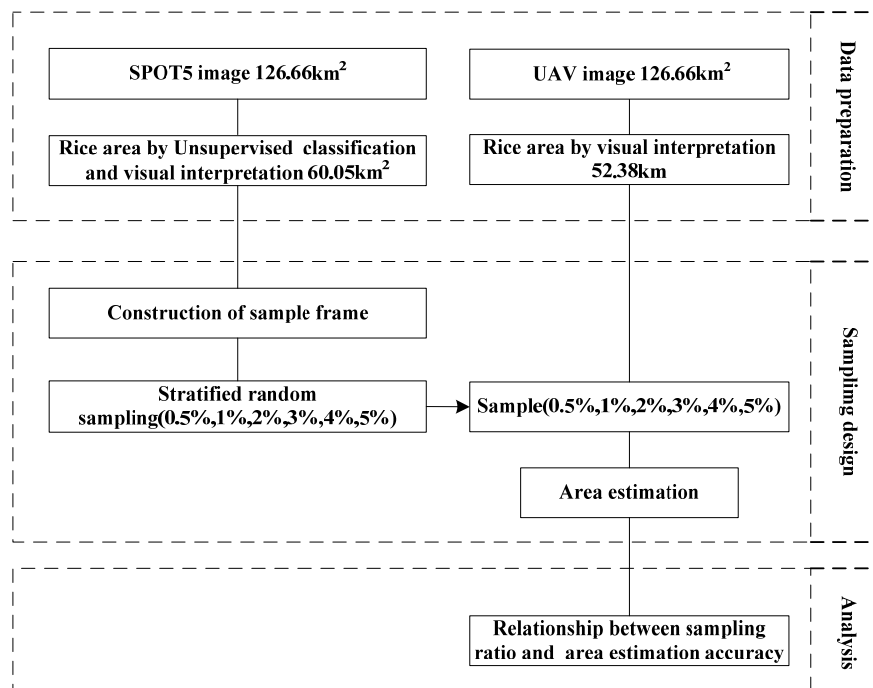 SPOT5 image 126.66km²
UAV image 126.66km²
Rice area by Unsupervised classification
and visual interpretation 60.05km²
Rice area by visual interpretation
52.38km
Data preparation
Construction of sample frame
Stratified random
sampling(0.5%,1%,2%,3%,4%,5%)
Sample(0.5%,1%,2%,3%,4%,5%)
Area estimation
Samplimg design
Relationship between sampling
ratio and area estimation accuracy
Analysis